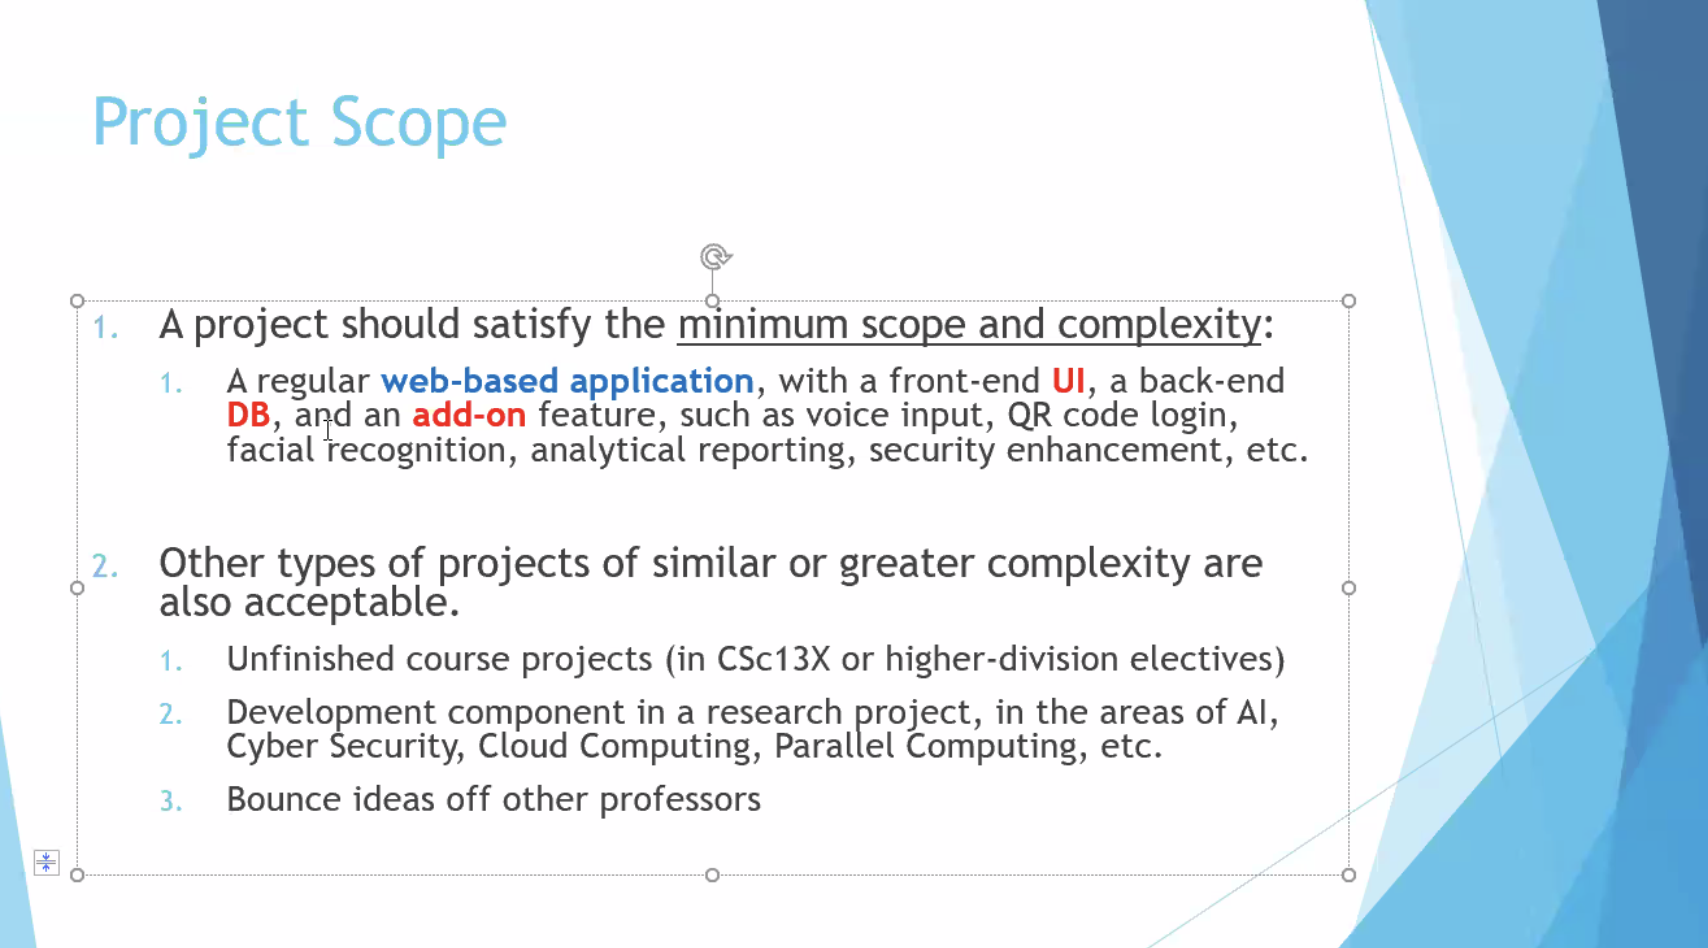 Project Scope
1. A project should satisfy the minimum scope and complexity:
1. A regular web-based application, with a front-end UI, a back-end
DB, and an add-on feature, such as voice input, QR code login,
facial recognition, analytical reporting, security enhancement, etc.
2. Other types of projects of similar or greater complexity are
also acceptable.
1. Unfinished course projects (in CSc13X or higher-division electives)
2. Development component in a research project, in the areas of AI,
Cyber Security, Cloud Computing, Parallel Computing, etc.
3. Bounce ideas off other professors